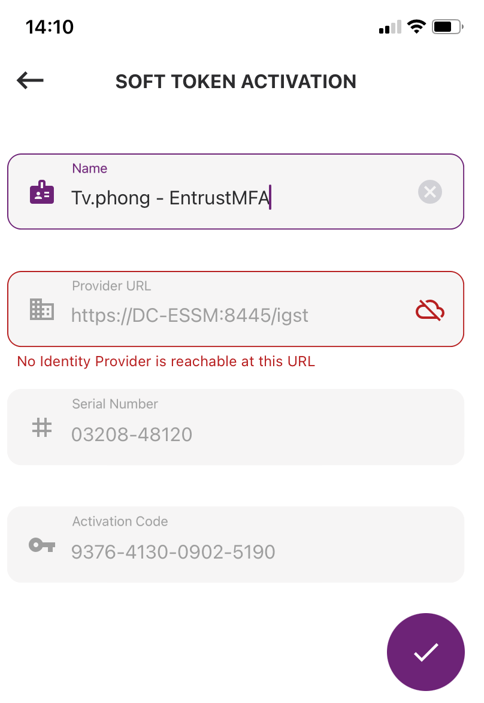 14:10
SOFT TOKEN ACTIVATION
Name
Tv.phong - EntrustMFA
Provider URL
https://DC-ESSM:8445/igst
No Identity Provider is reachable at this URL
Serial Number
03208-48120
Activation Code
9376-4130-0902-5190